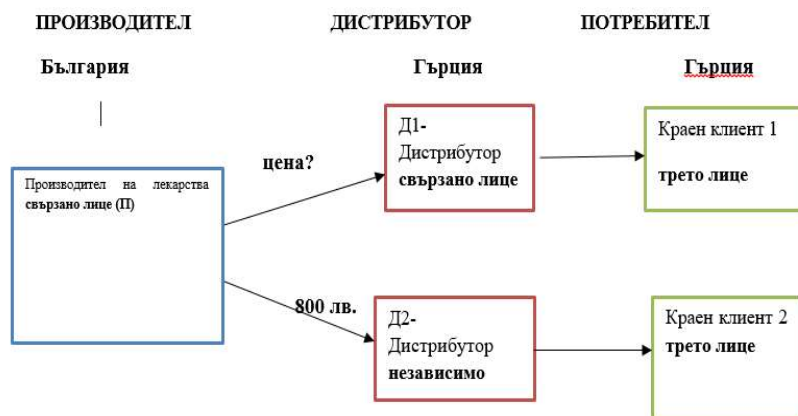 ПРОИЗВОДИТЕЛ ДИСТРИБУТОР ПОТРЕБИТЕЛ
България Гърция Гърция
Производител на лекарства
свързано лице (П)
цена?
800 лв.
Д1-
Дистрибутор
свързано лице
Краен клиент 1
трето лице
Д2-
Дистрибутор
независимо
Краен клиент 2
трето лице